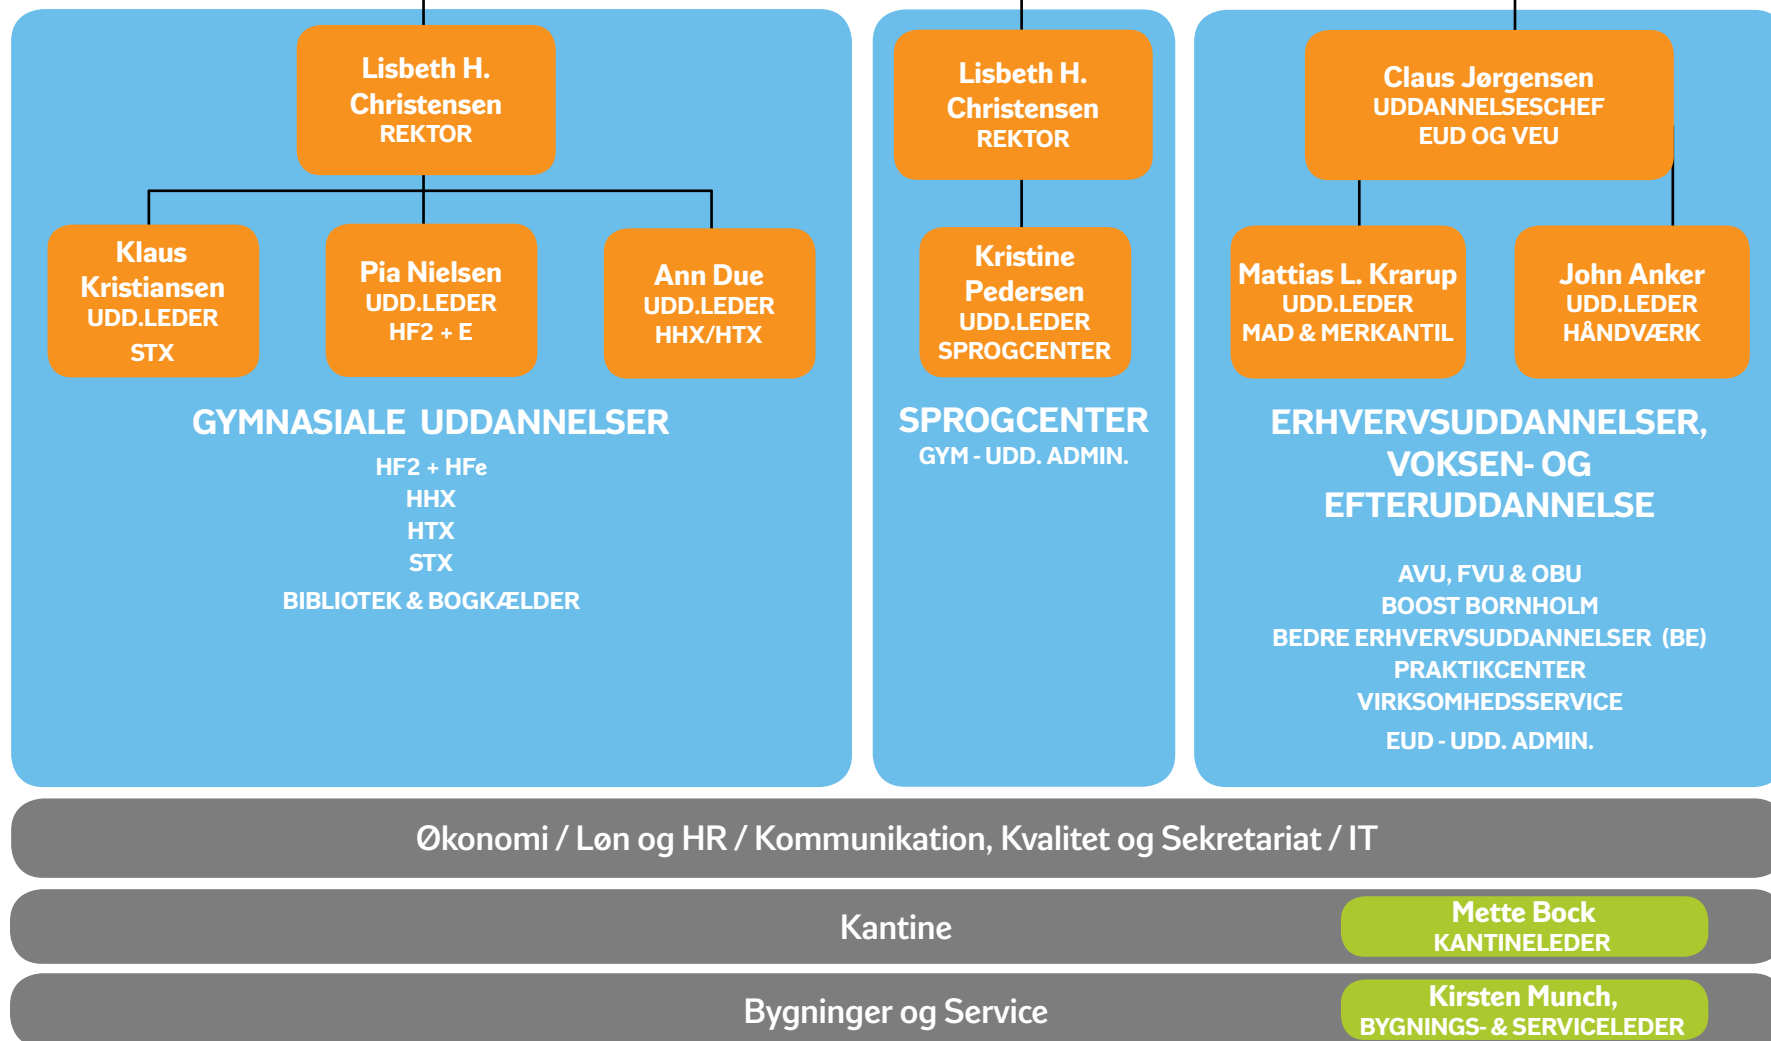 Lisbeth H.
Christensen
REKTOR
Klaus
Kristiansen
UDD.LEDER
STX
Pia Nielsen
UDD.LEDER
HF2 + E
Ann Due
UDD.LEDER
HHX/HTX
GYMNASIALE UDDANNELSER
HF2 + HFe
HHX
HTX
STX
BIBLIOTEK & BOGKÆLDER
Lisbeth H.
Christensen
REKTOR
Kristine
Pedersen
UDD.LEDER
SPROGCENTER
SPROGCENTER
GYM - UDD. ADMIN.
Claus Jørgensen
UDDANNELSESCHEF
EUD OG VEU
Mattias L. Krarup
UDD.LEDER
MAD & MERKANTIL
John Anker
UDD.LEDER
HÅNDVÆRK
ERHVERVSUDDANNELSER,
VOKSEN- OG
EFTERUDDANNELSE
AVU, FVU & OBU
BOOST BORNHOLM
BEDRE ERHVERVSUDDANNELSER (BE)
PRAKTIKCENTER
VIRKSOMHEDSSERVICE
EUD - UDD. ADMIN.
Økonomi / Løn og HR / Kommunikation, Kvalitet og Sekretariat / IT
Kantine
Mette Bock
KANTINELEDER
Bygninger og Service
Kirsten Munch,
BYGNINGS- & SERVICELEDER